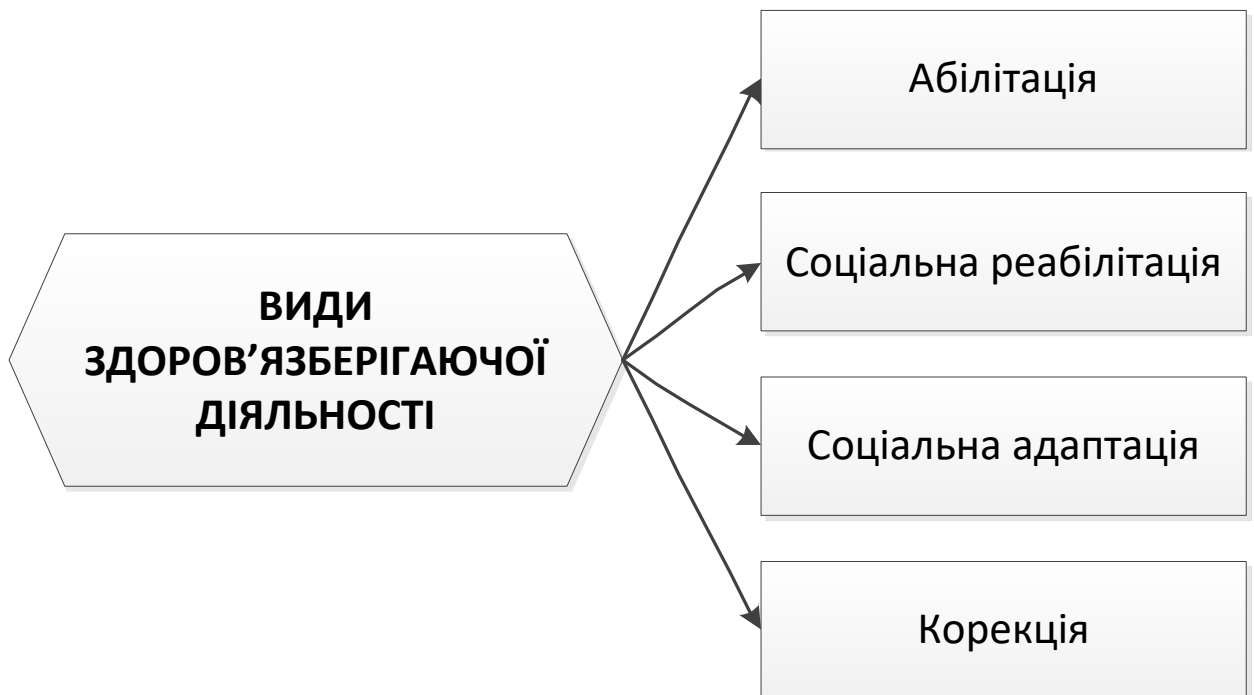 ВИДИ
ЗДОРОВ’ЯЗБЕРІГАЮЧОЇ
ДІЯЛЬНОСТІ
Абілітація
Соціальна реабілітація
Соціальна адаптація
Корекція